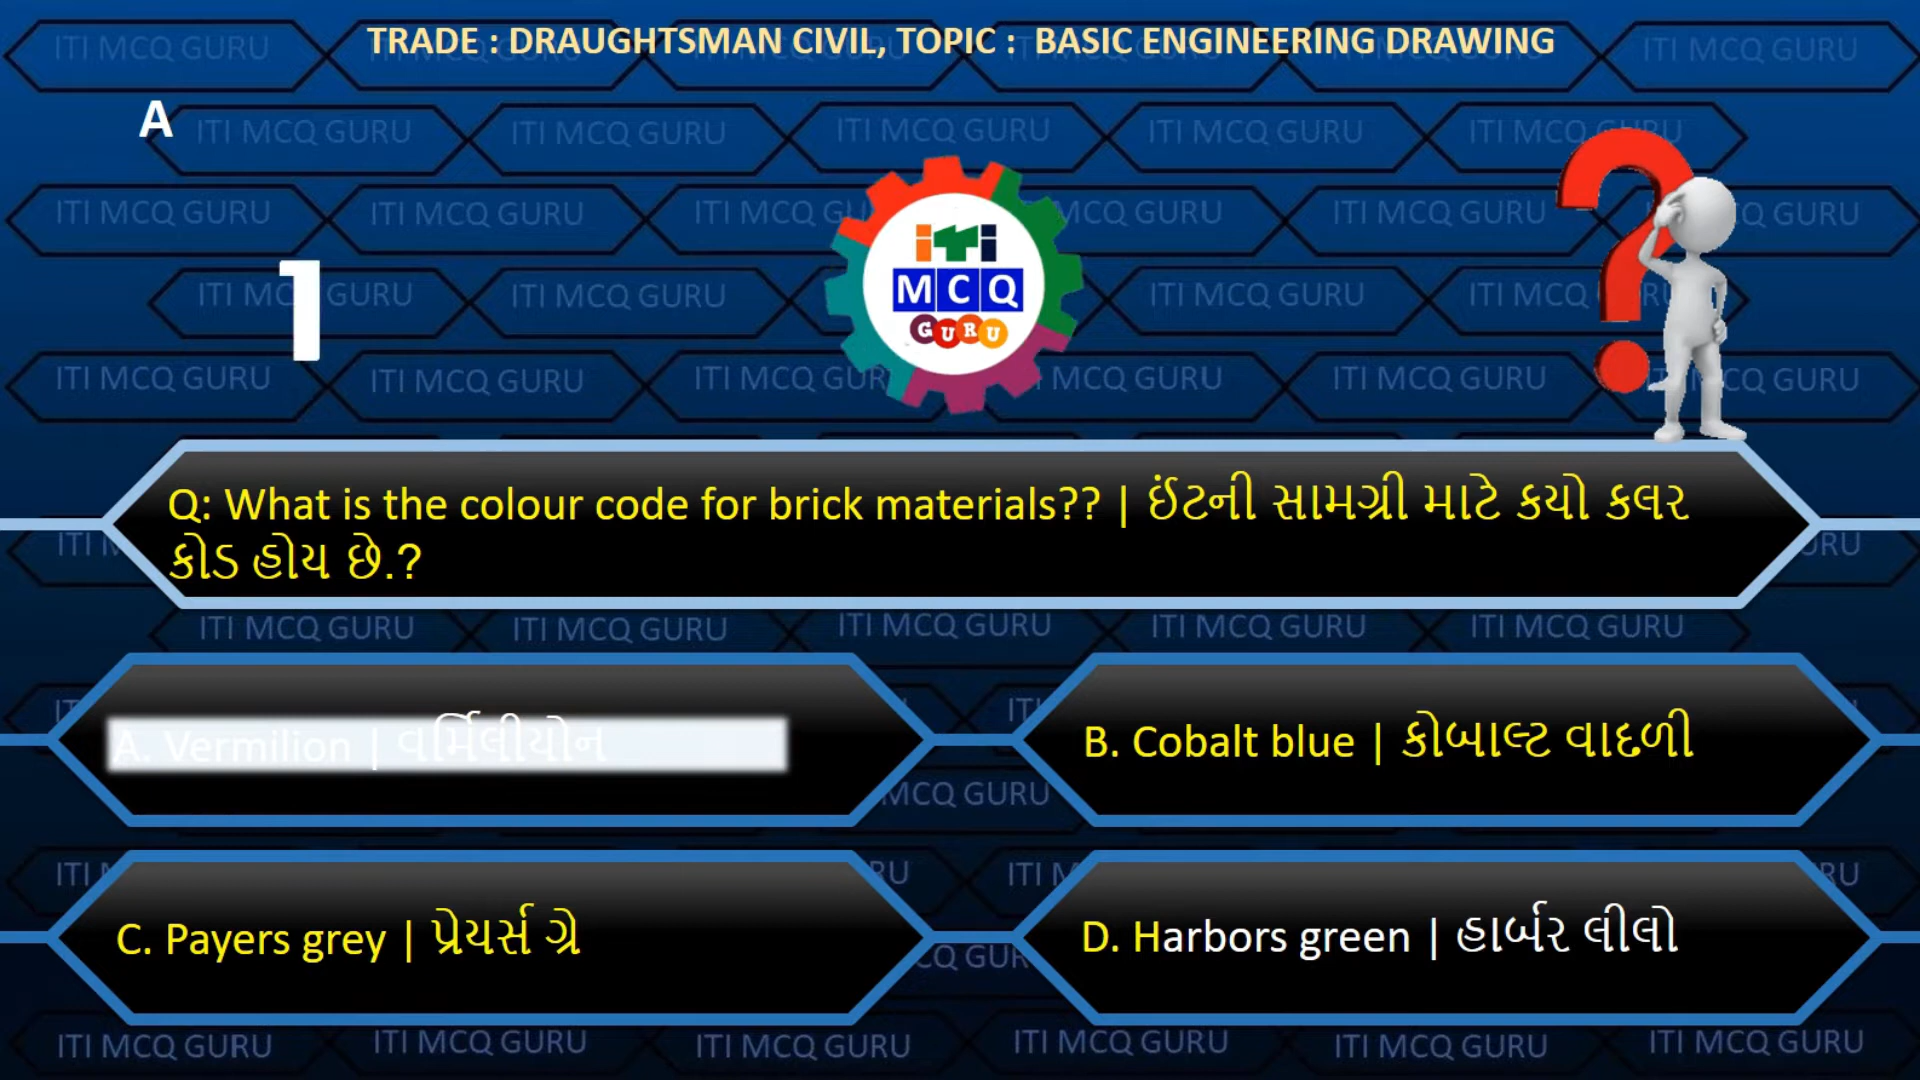 TRADE : DRAUGHTSMAN CIVIL, TOPIC :  BASIC ENGINEERING DRAWING
A
1
iTi
MCQ
GURU
Q: What is the colour code for brick materials?? | ઈંટની સામગ્રી માટે કયો કલર
કોડ હોય છે.?
A. Vermilion | વર્મિલીયોન
B. Cobalt blue | કોબાલ્ટ વાદળી
C. Payers grey | પ્રેયર્સ ગ્રે
D. Harbors green | હાર્બર લીલો
ITI MCQ GURU